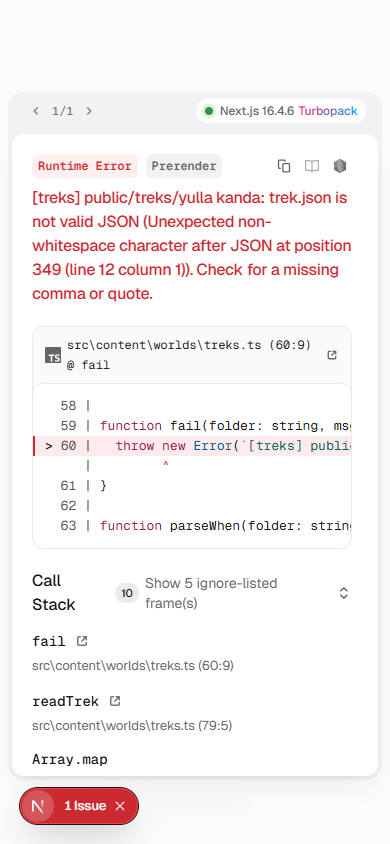 1/1
Next.js 16.4.6 Turbopack
Runtime Error Prerender
[treks] public/treks/yulla kanda: trek.json is
not valid JSON (Unexpected non-
whitespace character after JSON at position
349 (line 12 column 1)). Check for a missing
comma or quote.
TS
src\content\worlds\treks.ts (60:9)
@ fail
58 |
59 | function fail(folder: string, msg
> 60 |   throw new Error(`[treks] publi
|         ^
61 | }
62 |
63 | function parseWhen(folder: string
Call
Stack
10
Show 5 ignore-listed
frame(s)
fail
src\content\worlds\treks.ts (60:9)
readTrek
src\content\worlds\treks.ts (79:5)
Array.map
N 1 Issue